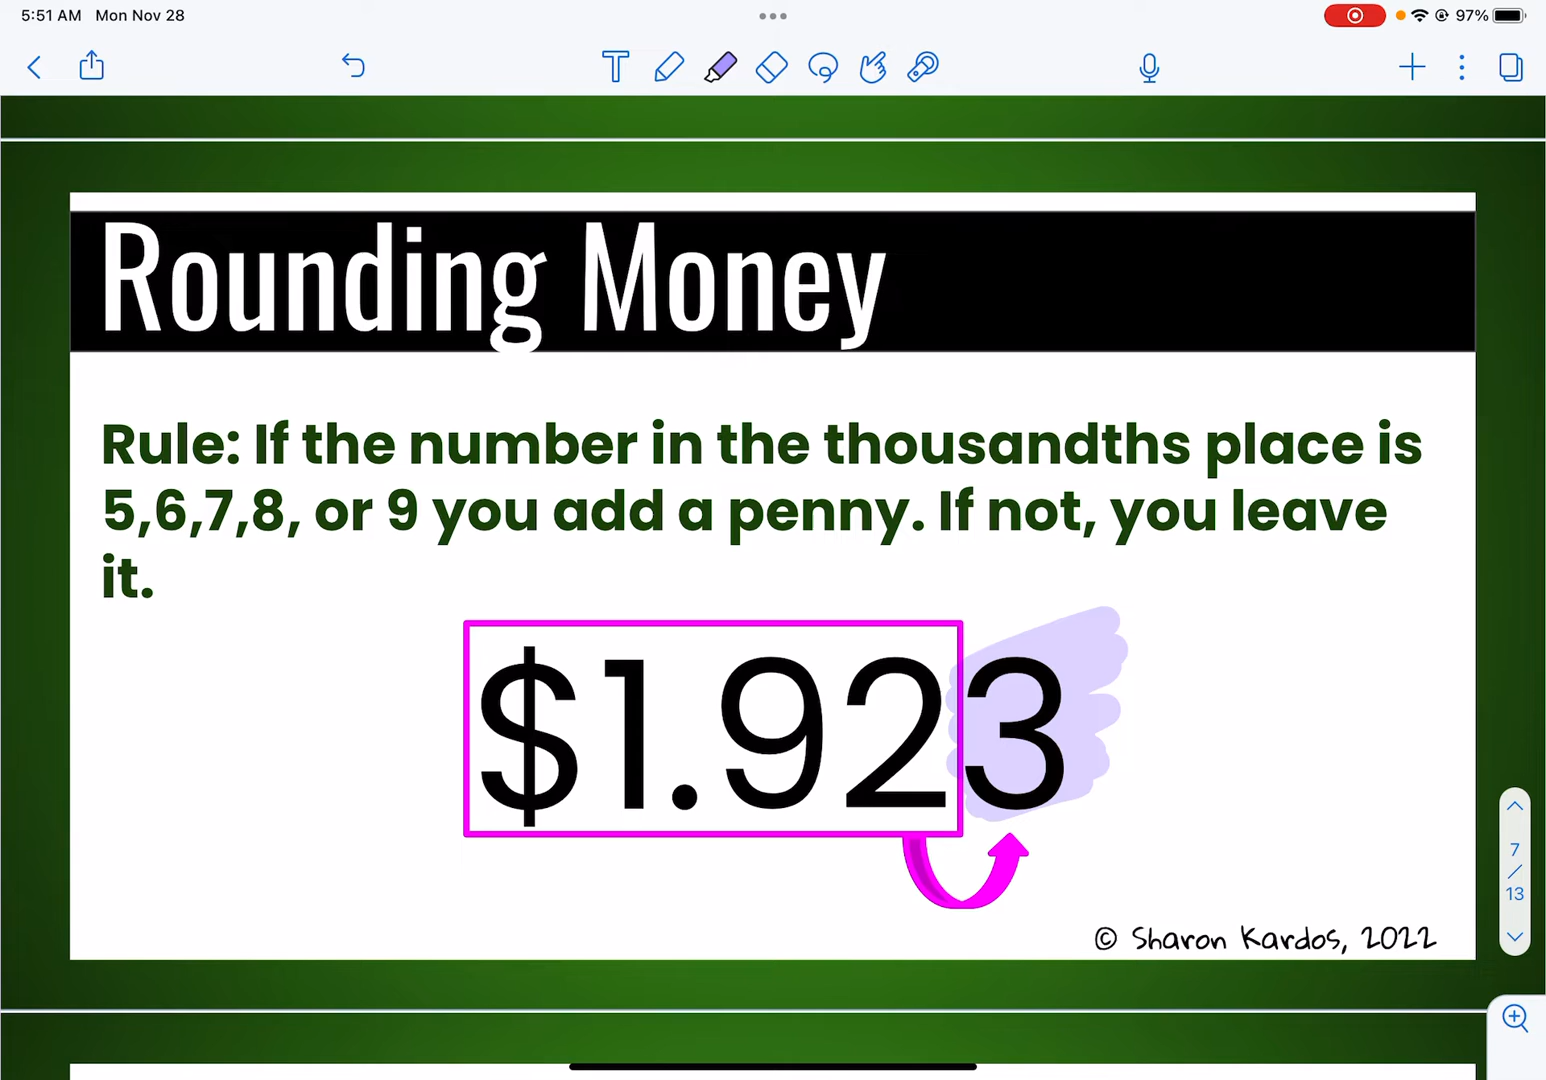 5:51 AM Mon Nov 28
97%
Rounding Money
Rule: If the number in the thousandths place is
5,6,7,8, or 9 you add a penny. If not, you leave
it.
$1.923
7
/
13
© Sharon Kardos, 2022